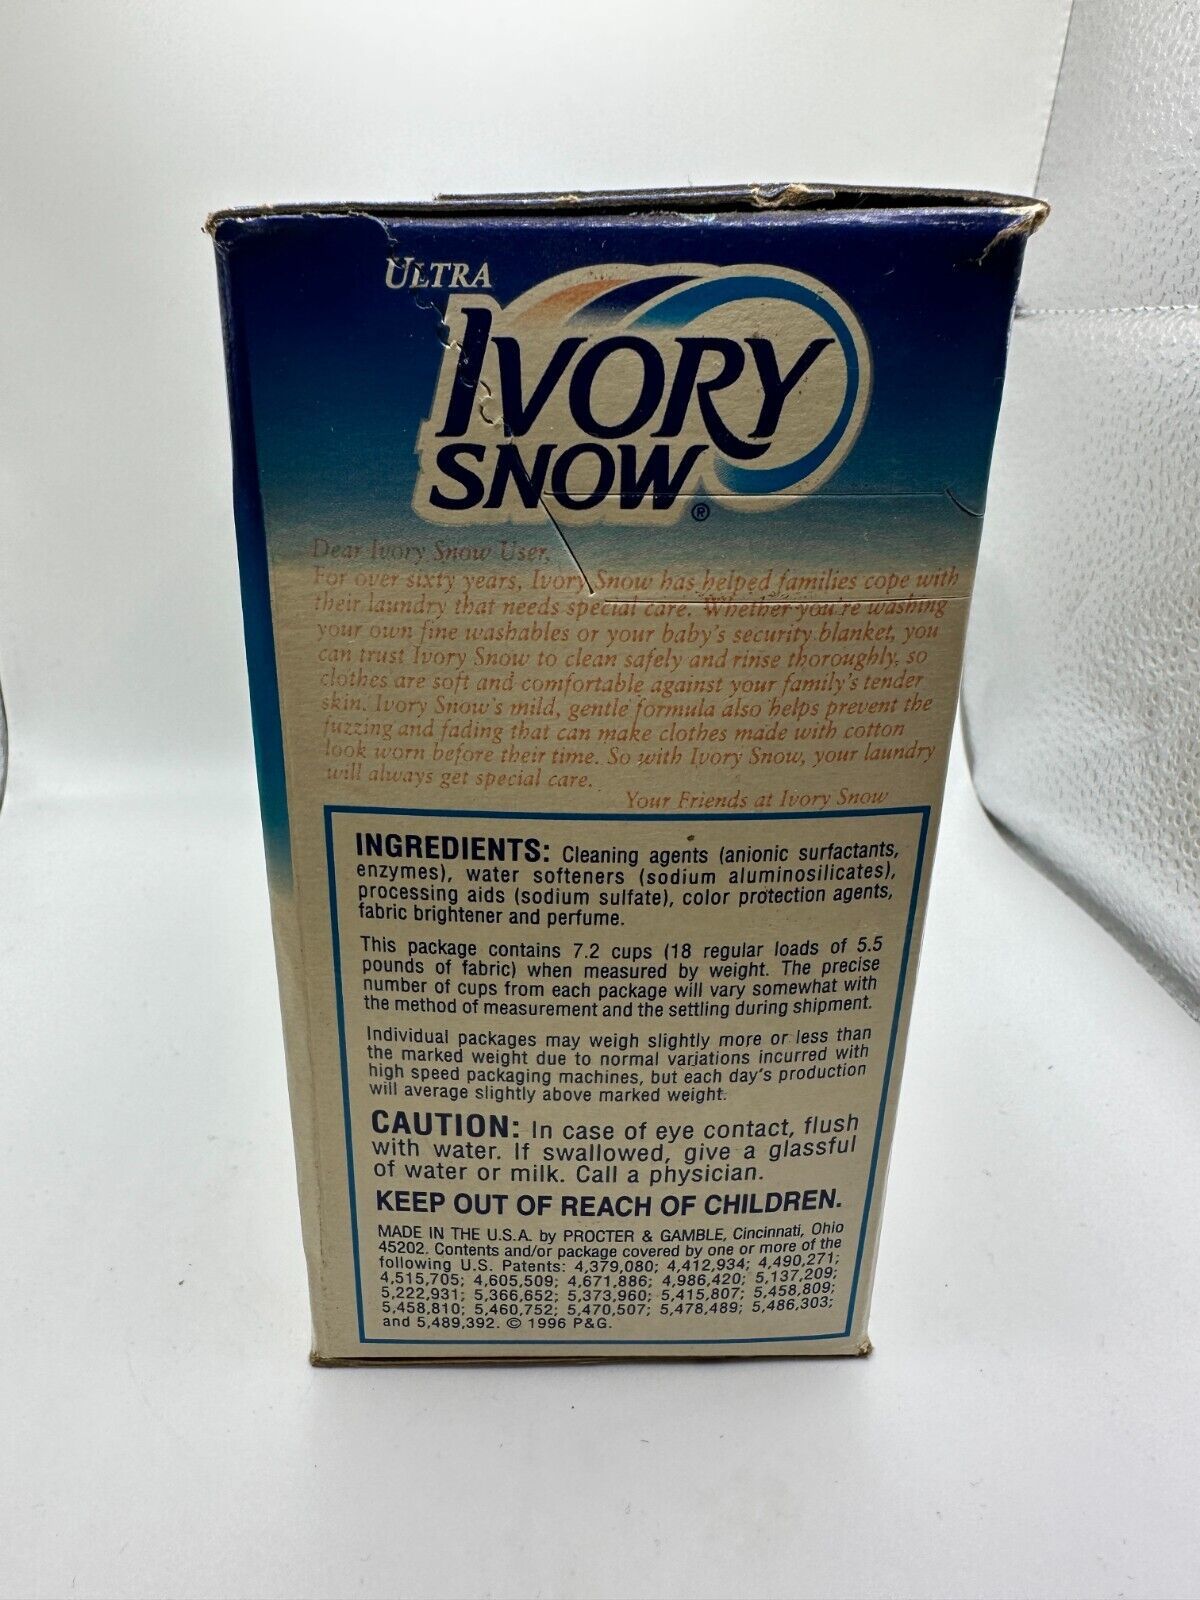 ULTRA
IVORY
SNOW®
Dear Ivory Snow User,
For over sixty years, Ivory Snow has helped families cope with
their laundry that needs special care. Whether you're washing
your own fine washables or your baby's security blanket, you
can trust Ivory Snow to clean safely and rinse thoroughly, so
clothes are soft and comfortable against your family's tender
skin. Ivory Snow's mild, gentle formula also helps prevent the
fuzzing and fading that can make clothes made with cotton
look worn before their time. So with Ivory Snow, your laundry
will always get special care.
Your Friends at Ivory Snow
INGREDIENTS: Cleaning agents (anionic surfactants,
enzymes), water softeners (sodium aluminosilicates),
processing aids (sodium sulfate), color protection agents,
fabric brightener and perfume.
This package contains 7.2 cups (18 regular loads of 5.5
pounds of fabric) when measured by weight. The precise
number of cups from each package will vary somewhat with
the method of measurement and the settling during shipment.
Individual packages may weigh slightly more or less than
the marked weight due to normal variations incurred with
high speed packaging machines, but each day's production
will average slightly above marked weight.
CAUTION: In case of eye contact, flush
with water. If swallowed, give a glassful
of water or milk. Call a physician.
KEEP OUT OF REACH OF CHILDREN.
MADE IN THE U.S.A. by PROCTER & GAMBLE, Cincinnati, Ohio
45202. Contents and/or package covered by one or more of the
following U.S. Patents: 4,379,080; 4,412,934; 4,490,271;
4,515,705; 4,605,509; 4,671,886; 4,986,420; 5,137,209;
5,222,931; 5,366,652; 5,373,960; 5,415,807; 5,458,809;
5,458,810; 5,460,752; 5,470,507; 5,478,489; 5,486,303;
and 5,489,392. © 1996 P&G.